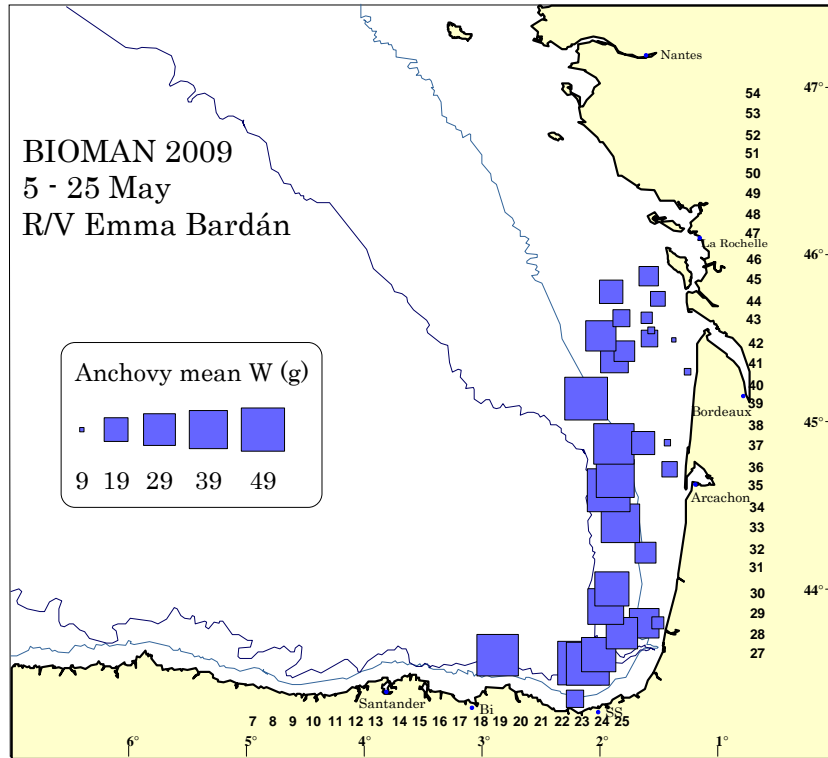 Nantes
47°
54
53
52
51
50
49
48
47
La Rochelle
46
46°
45
44
43
42
41
40
39
Bordeaux
38
45°
37
36
35
Arcachon
34
33
32
31
44°
30
29
28
27
BIOMAN 2009
5 - 25 May
R/V Emma Bardán
Anchovy mean W (g)
9 19 29 39 49
Santander
Bi
SS
7 8 9 10 11 12 13 14 15 16 17 18 19 20 21 22 23 24 25
6° 5° 4° 3° 2° 1°